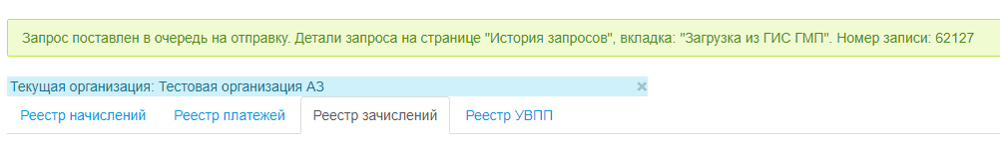 Запрос поставлен в очередь на отправку. Детали запроса на странице "История запросов", вкладка: "Загрузка из ГИС ГМП". Номер записи: 62127
Текущая организация: Тестовая организация АЗ ×
Реестр начислений Реестр платежей Реестр зачислений Реестр УВПП